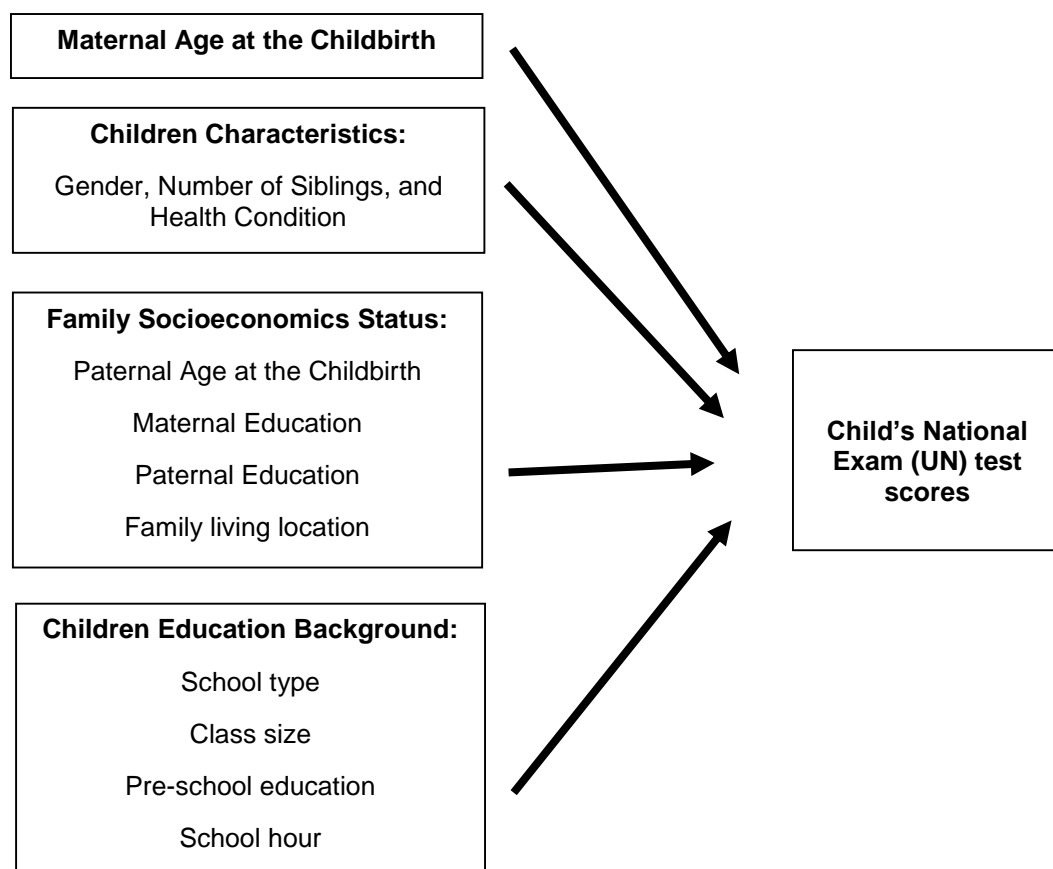 Maternal Age at the Childbirth
Children Characteristics:
Gender, Number of Siblings, and
Health Condition
Family Socioeconomics Status:
Paternal Age at the Childbirth
Maternal Education
Paternal Education
Family living location
Children Education Background:
School type
Class size
Pre-school education
School hour
Child’s National
Exam (UN) test
scores